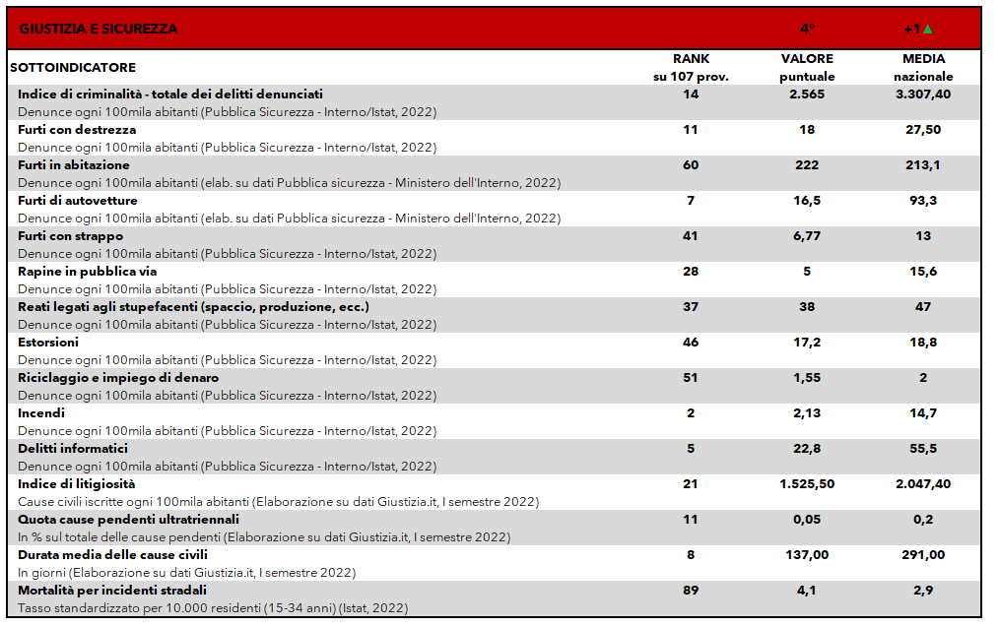 GIUSTIZIA E SICUREZZA 4° +1▲
SOTTOINDICATORE RANK su 107 prov. VALORE puntuale MEDIA nazionale
Indice di criminalità - totale dei delitti denunciati 14 2.565 3.307,40
Denunce ogni 100mila abitanti (Pubblica Sicurezza - Interno/Istat, 2022)
Furti con destrezza 11 18 27,50
Denunce ogni 100mila abitanti (Pubblica Sicurezza - Interno/Istat, 2022)
Furti in abitazione 60 222 213,1
Denunce ogni 100mila abitanti (elab. su dati Pubblica sicurezza - Ministero dell'Interno, 2022)
Furti di autovetture 7 16,5 93,3
Denunce ogni 100mila abitanti (elab. su dati Pubblica sicurezza - Ministero dell'Interno, 2022)
Furti con strappo 41 6,77 13
Denunce ogni 100mila abitanti (Pubblica Sicurezza - Interno/Istat, 2022)
Rapine in pubblica via 28 5 15,6
Denunce ogni 100mila abitanti (Pubblica Sicurezza - Interno/Istat, 2022)
Reati legati agli stupefacenti (spaccio, produzione, ecc.) 37 38 47
Denunce ogni 100mila abitanti (Pubblica Sicurezza - Interno/Istat, 2022)
Estorsioni 46 17,2 18,8
Denunce ogni 100mila abitanti (Pubblica Sicurezza - Interno/Istat, 2022)
Riciclaggio e impiego di denaro 51 1,55 2
Denunce ogni 100mila abitanti (Pubblica Sicurezza - Interno/Istat, 2022)
Incendi 2 2,13 14,7
Denunce ogni 100mila abitanti (Pubblica Sicurezza - Interno/Istat, 2022)
Delitti informatici 5 22,8 55,5
Denunce ogni 100mila abitanti (Pubblica Sicurezza - Interno/Istat, 2022)
Indice di litigiosità 21 1.525,50 2.047,40
Cause civili iscritte ogni 100mila abitanti (Elaborazione su dati Giustizia.it, I semestre 2022)
Quota cause pendenti ultratriennali 11 0,05 0,2
In % sul totale delle cause pendenti (Elaborazione su dati Giustizia.it, I semestre 2022)
Durata media delle cause civili 8 137,00 291,00
In giorni (Elaborazione su dati Giustizia.it, I semestre 2022)
Mortalità per incidenti stradali 89 4,1 2,9
Tasso standardizzato per 10.000 residenti (15-34 anni) (Istat, 2022)